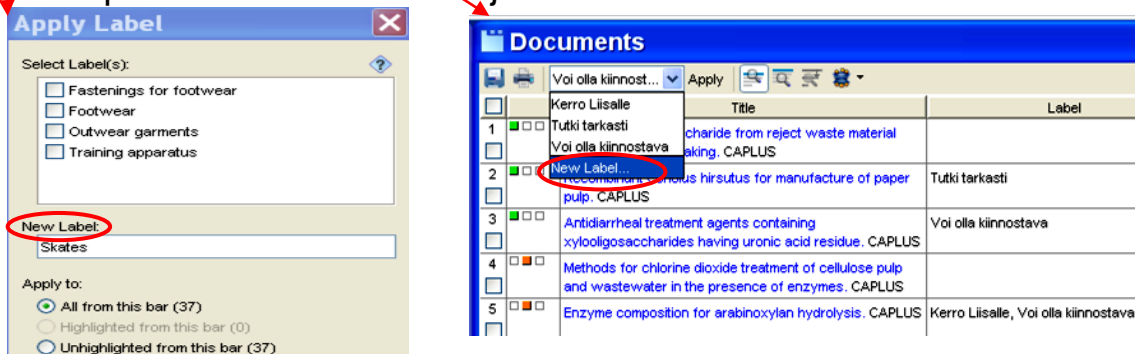 Apply Label
Select Label(s):
Fastenings for footwear
Footwear
Outwear garments
Training apparatus
New Label:
Skates
Apply to:
All from this bar (37)
Highlighted from this bar (0)
Unhighlighted from this bar (37)
Documents
Voi olla kiinnost... Apply
Kerro Liisalle
Tutki tarkasti
Voi olla kiinnostava
New Label...
Title Label
1 charide from reject waste material
aking. CAPLUS
2 us hirsutus for manufacture of paper Tutki tarkasti
pulp. CAPLUS
3 Antidiarrheal treatment agents containing Voi olla kiinnostava
xylooligosaccharides having uronic acid residue. CAPLUS
4 Methods for chlorine dioxide treatment of cellulose pulp
and wastewater in the presence of enzymes. CAPLUS
5 Enzyme composition for arabinoxylan hydrolysis. CAPLUS Kerro Liisalle, Voi olla kiinnostava